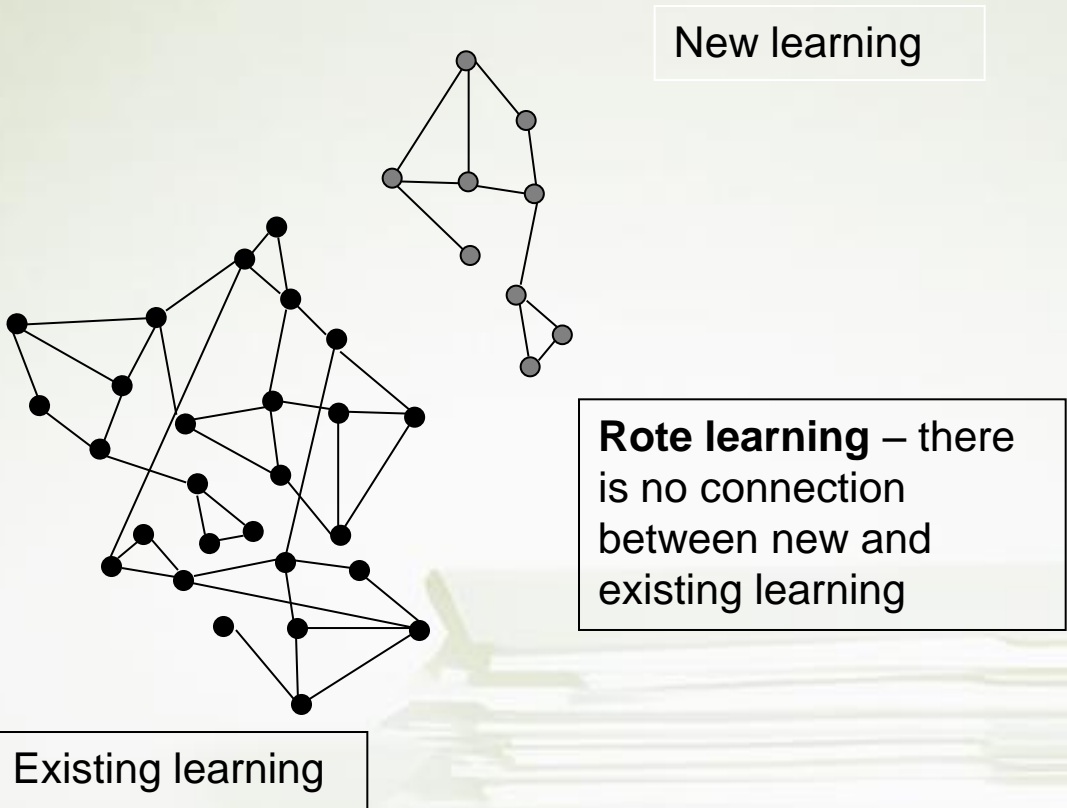 New learning
Rote learning – there
is no connection
between new and
existing learning
Existing learning